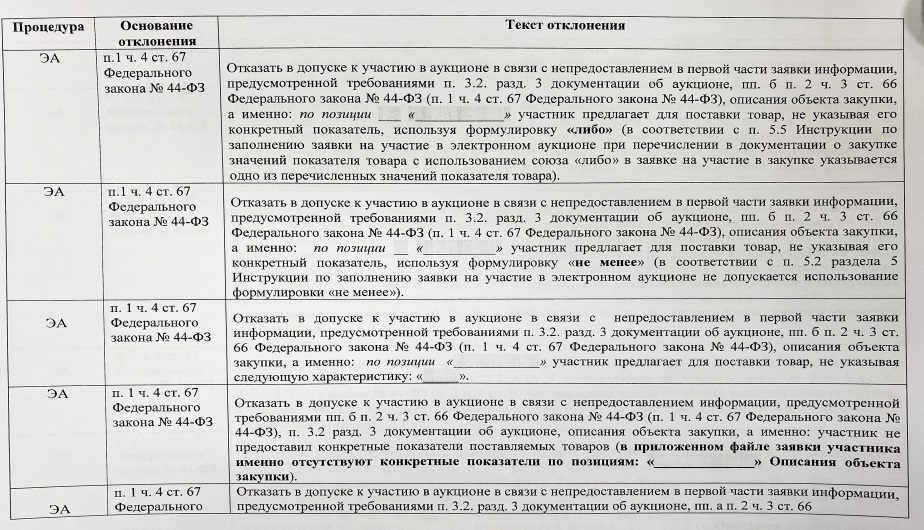 Процедура
Основание
отклонения
Текст отклонения
ЭА
п.1 ч. 4 ст. 67
Федерального
закона № 44-ФЗ
Отказать в допуске к участию в аукционе в связи с непредоставлением в первой части заявки информации,
предусмотренной требованиями п. 3.2. разд. 3 документации об аукционе, пп. б п. 2 ч. 3 ст. 66
Федерального закона № 44-ФЗ (п. 1 ч. 4 ст. 67 Федерального закона № 44-ФЗ), описания объекта закупки,
а именно: по позиции ___ «____________» участник предлагает для поставки товар, не указывая его
конкретный показатель, используя формулировку «либо» (в соответствии с п. 5.5 Инструкции по
заполнению заявки на участие в электронном аукционе при перечислении в документации о закупке
значений показателя товара с использованием союза «либо» в заявке на участие в закупке указывается
одно из перечисленных значений показателя товара).
ЭА
п.1 ч. 4 ст. 67
Федерального
закона № 44-ФЗ
Отказать в допуске к участию в аукционе в связи с непредоставлением в первой части заявки информации,
предусмотренной требованиями п. 3.2. разд. 3 документации об аукционе, пп. б п. 2 ч. 3 ст. 66
Федерального закона № 44-ФЗ (п. 1 ч. 4 ст. 67 Федерального закона № 44-ФЗ), описания объекта закупки,
а именно: по позиции __ «__________» участник предлагает для поставки товар, не указывая его
конкретный показатель, используя формулировку «не менее» (в соответствии с п. 5.2 раздела 5
Инструкции по заполнению заявки на участие в электронном аукционе не допускается использование
формулировки «не менее»).
ЭА
п. 1 ч. 4 ст. 67
Федерального
закона № 44-ФЗ
Отказать в допуске к участию в аукционе в связи с непредоставлением в первой части заявки
информации, предусмотренной требованиями п. 3.2. разд. 3 документации об аукционе, пп. б п. 2 ч. 3 ст.
66 Федерального закона № 44-ФЗ (п. 1 ч. 4 ст. 67 Федерального закона № 44-ФЗ), описания объекта
закупки, а именно: по позиции «____________» участник предлагает для поставки товар, не указывая
следующую характеристику: «_____».
ЭА
п. 1 ч. 4 ст. 67
Федерального
закона № 44-ФЗ
Отказать в допуске к участию в аукционе в связи с непредоставлением информации, предусмотренной
требованиями пп. б п. 2 ч. 3 ст. 66 Федерального закона № 44-ФЗ (п. 1 ч. 4 ст. 67 Федерального закона №
44-ФЗ), п. 3.2 разд. 3 документации об аукционе, описания объекта закупки, а именно: участник не
предоставил конкретные показатели поставляемых товаров (в приложенном файле заявки участника
именно отсутствуют конкретные показатели по позициям: «______________» Описания объекта
закупки).
ЭА
п. 1 ч. 4 ст. 67
Федерального
Отказать в допуске к участию в аукционе в связи с непредоставлением в первой части заявки информации,
предусмотренной требованиями п. 3.2. разд. 3 документации об аукционе, пп. а п. 2 ч. 3 ст. 66